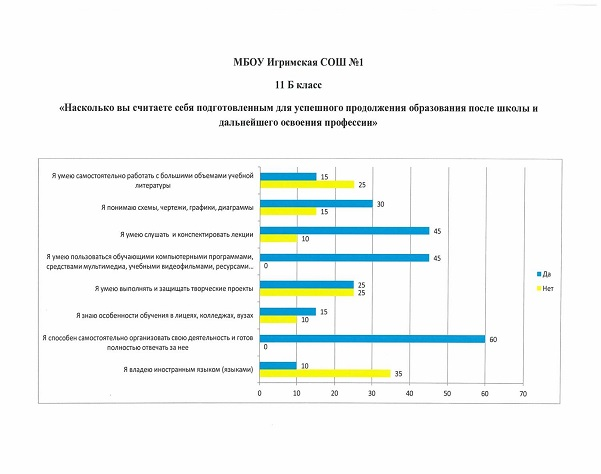 МБОУ Игримская СОШ №1
11 Б класс
«Насколько вы считаете себя подготовленным для успешного продолжения образования после школы и
дальнейшего освоения профессии»
Я умею самостоятельно работать с большими объемами учебной
литературы
15
25
Я понимаю схемы, чертежи, графики, диаграммы
30
15
Я умею слушать и конспектировать лекции
45
10
Я умею пользоваться обучающими компьютерными программами,
средствами мультимедиа, учебными видеофильмами, ресурсами...
45
0
Я умею выполнять и защищать творческие проекты
25
25
Я знаю особенности обучения в лицеях, колледжах, вузах
15
10
Я способен самостоятельно организовать свою деятельность и готов
полностью отвечать за нее
60
0
Я владею иностранным языком (языками)
10
35
Да
Нет
0 10 20 30 40 50 60 70